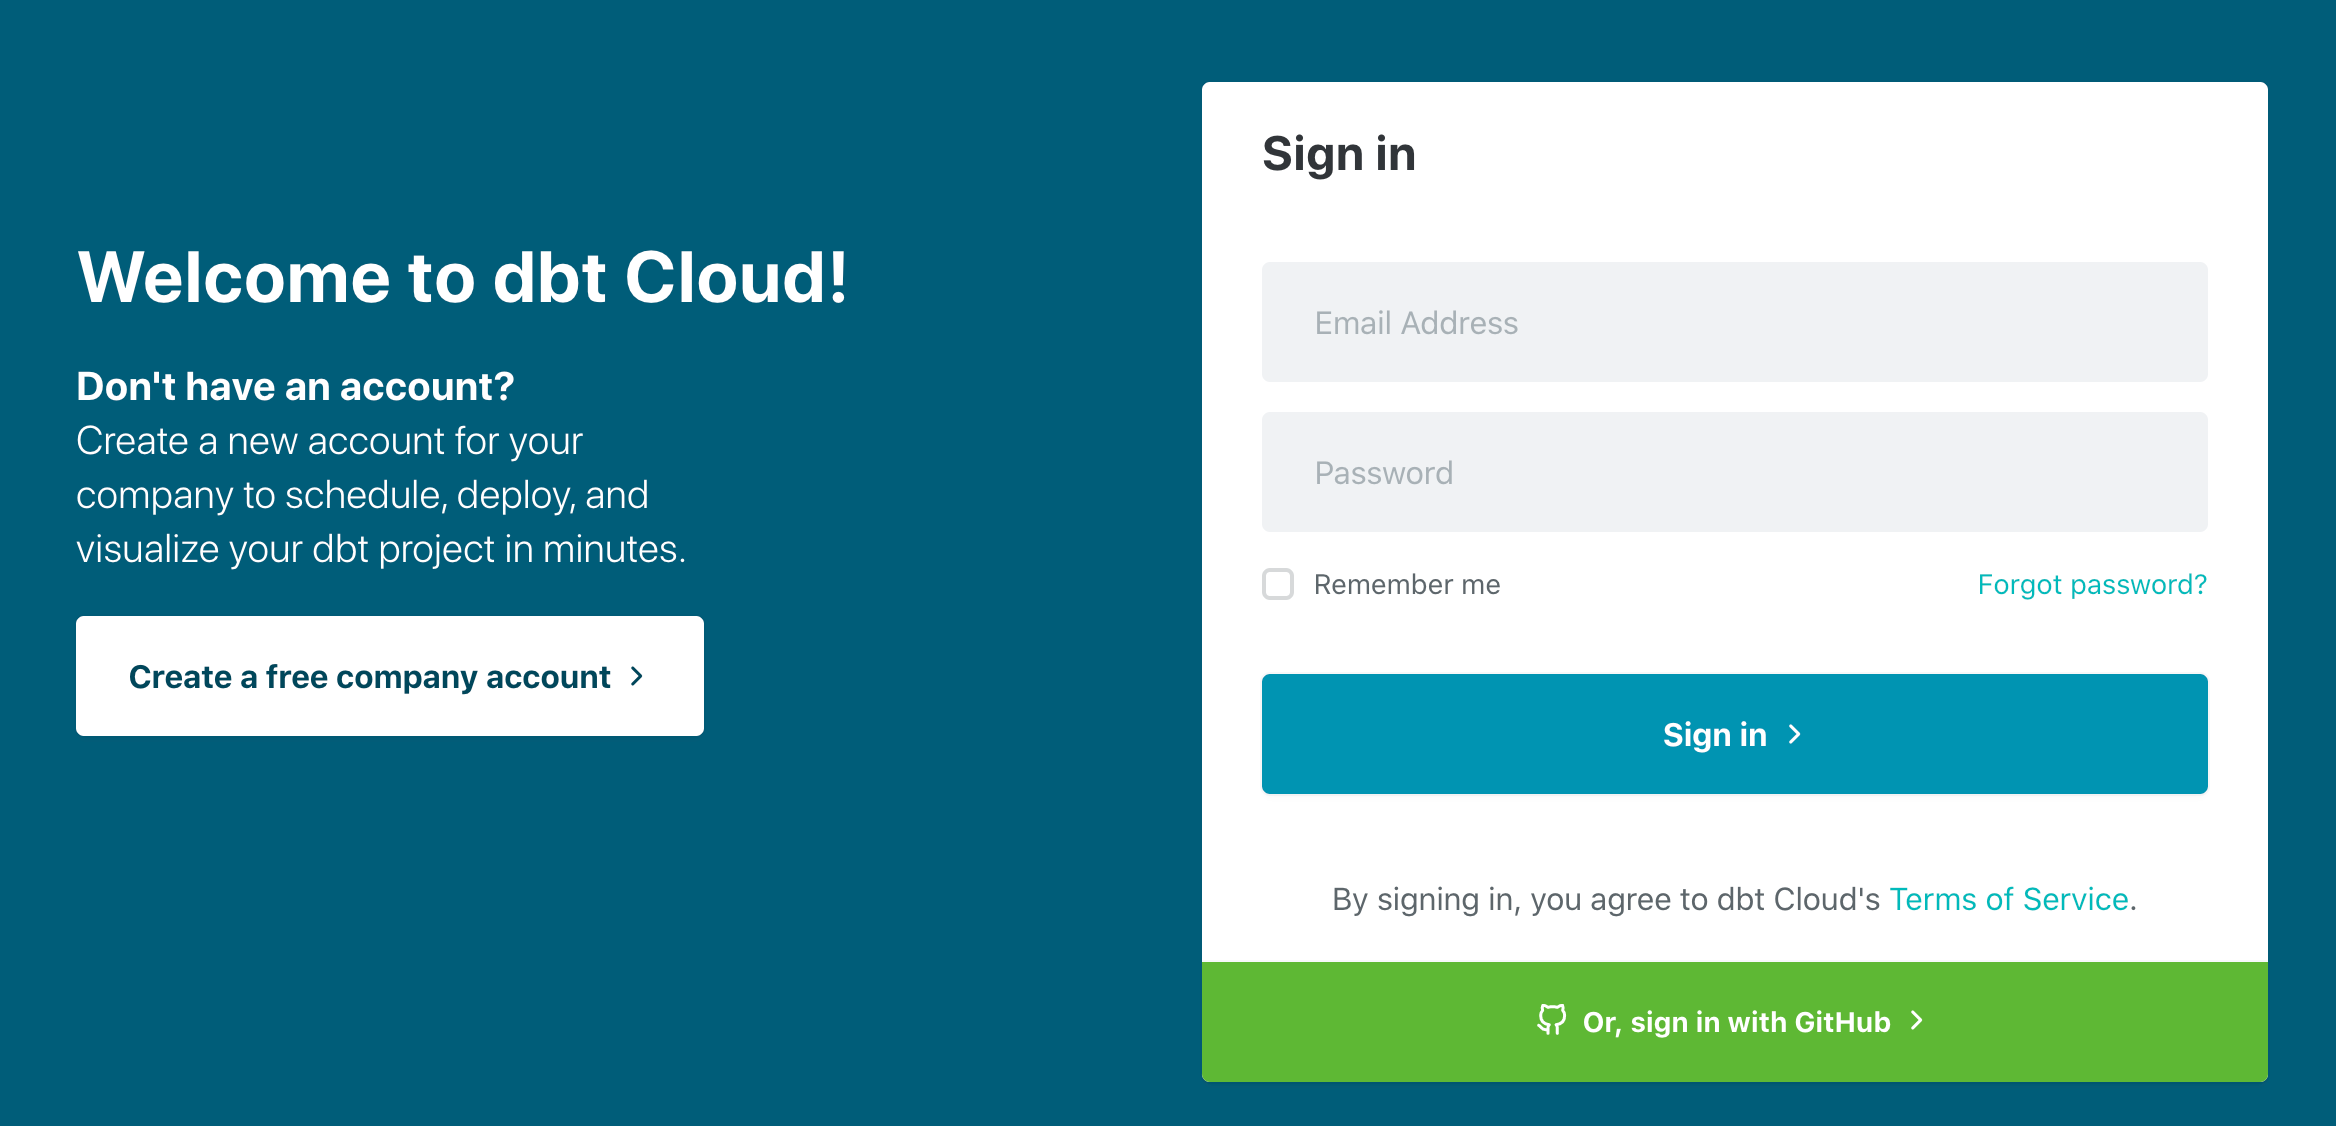 Welcome to dbt Cloud!
Don't have an account?
Create a new account for your
company to schedule, deploy, and
visualize your dbt project in minutes.
Create a free company account
Sign in
Email Address
Password
Remember me
Forgot password?
Sign in
By signing in, you agree to dbt Cloud's Terms of Service.
Or, sign in with GitHub